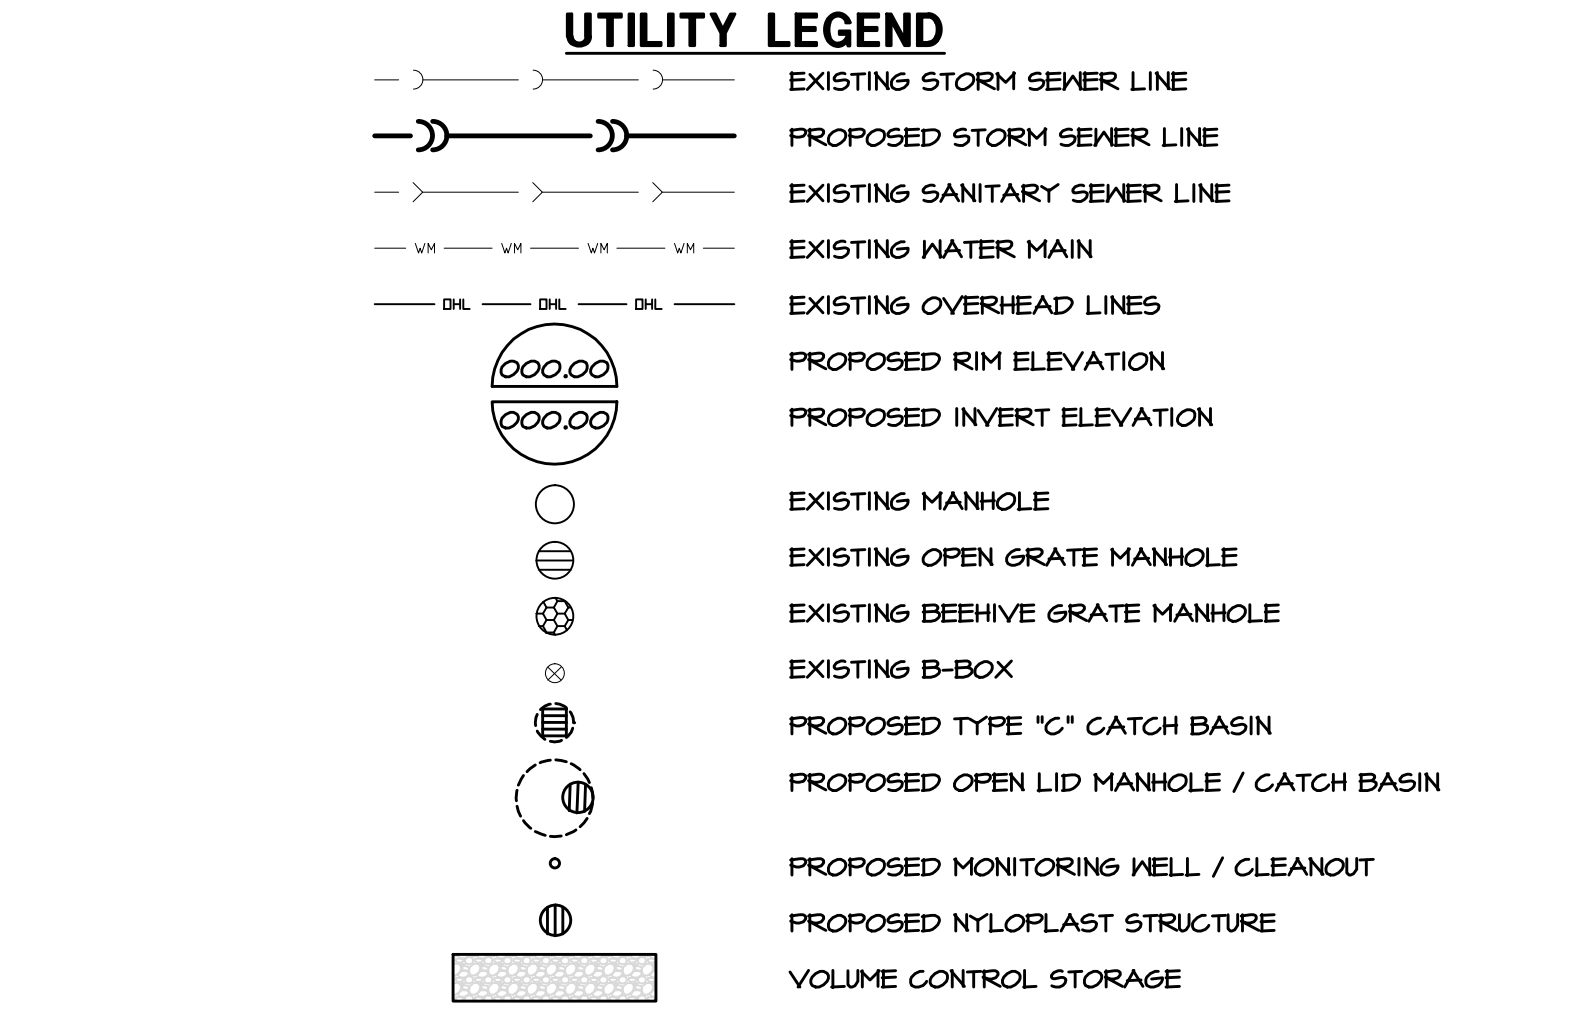 UTILITY LEGEND
EXISTING STORM SEWER LINE
PROPOSED STORM SEWER LINE
EXISTING SANITARY SEWER LINE
WM WM WM WM EXISTING WATER MAIN
OHL OHL OHL EXISTING OVERHEAD LINES
000.00 PROPOSED RIM ELEVATION
000.00 PROPOSED INVERT ELEVATION
EXISTING MANHOLE
EXISTING OPEN GRATE MANHOLE
EXISTING BEEHIVE GRATE MANHOLE
EXISTING B-BOX
PROPOSED TYPE "C" CATCH BASIN
PROPOSED OPEN LID MANHOLE / CATCH BASIN
PROPOSED MONITORING WELL / CLEANOUT
PROPOSED NYLOPLAST STRUCTURE
VOLUME CONTROL STORAGE